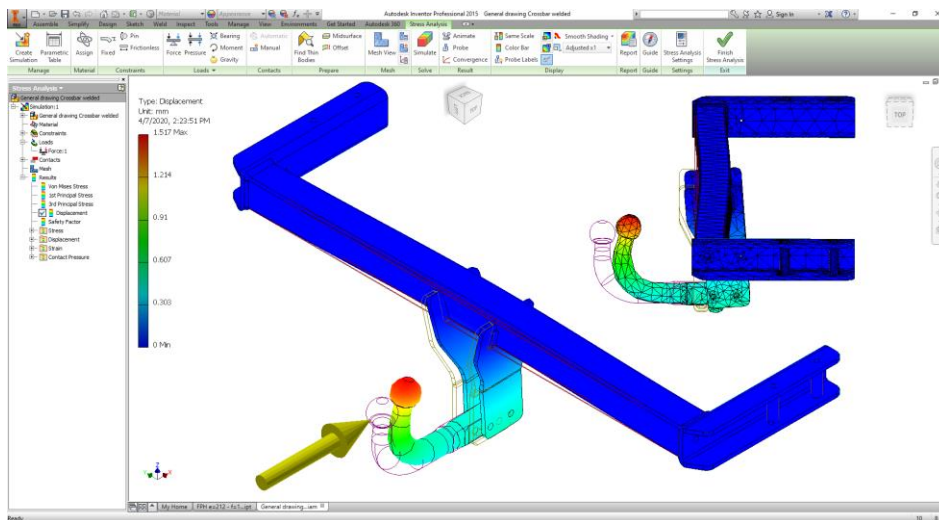 Autodesk Inventor Professional 2015 General drawing Crossbar welded
Sign In
Material
Appearance
Assemble Simplify Design Sketch Weld Inspect Tools Manage View Environments Get Started Autodesk 360 Stress Analysis
Create Simulation
Parametric Table
Assign
Fixed
Pin
Frictionless
Force
Pressure
Bearing
Moment
Gravity
Automatic
Manual
Find Thin Bodies
Midsurface
Offset
Mesh View
Simulate
Animate
Probe
Convergence
Same Scale
Color Bar
Probe Labels
Smooth Shading
Adjusted x1
Report
Guide
Stress Analysis Settings
Finish Stress Analysis
Manage Material Constraints Loads Contacts Prepare Mesh Solve Result Display Report Guide Settings Exit
Stress Analysis
General drawing Crossbar welded
Simulation:1
General drawing Crossbar welded
Material
Constraints
Loads
Force:1
Contacts
Mesh
Results
Von Mises Stress
1st Principal Stress
3rd Principal Stress
Displacement
Safety Factor
Stress
Displacement
Strain
Contact Pressure
Type: Displacement
Unit: mm
4/7/2020, 2:23:51 PM
1.517 Max
1.214
0.91
0.607
0.303
0 Min
TOP
My Home
General drawing...iam
Ready